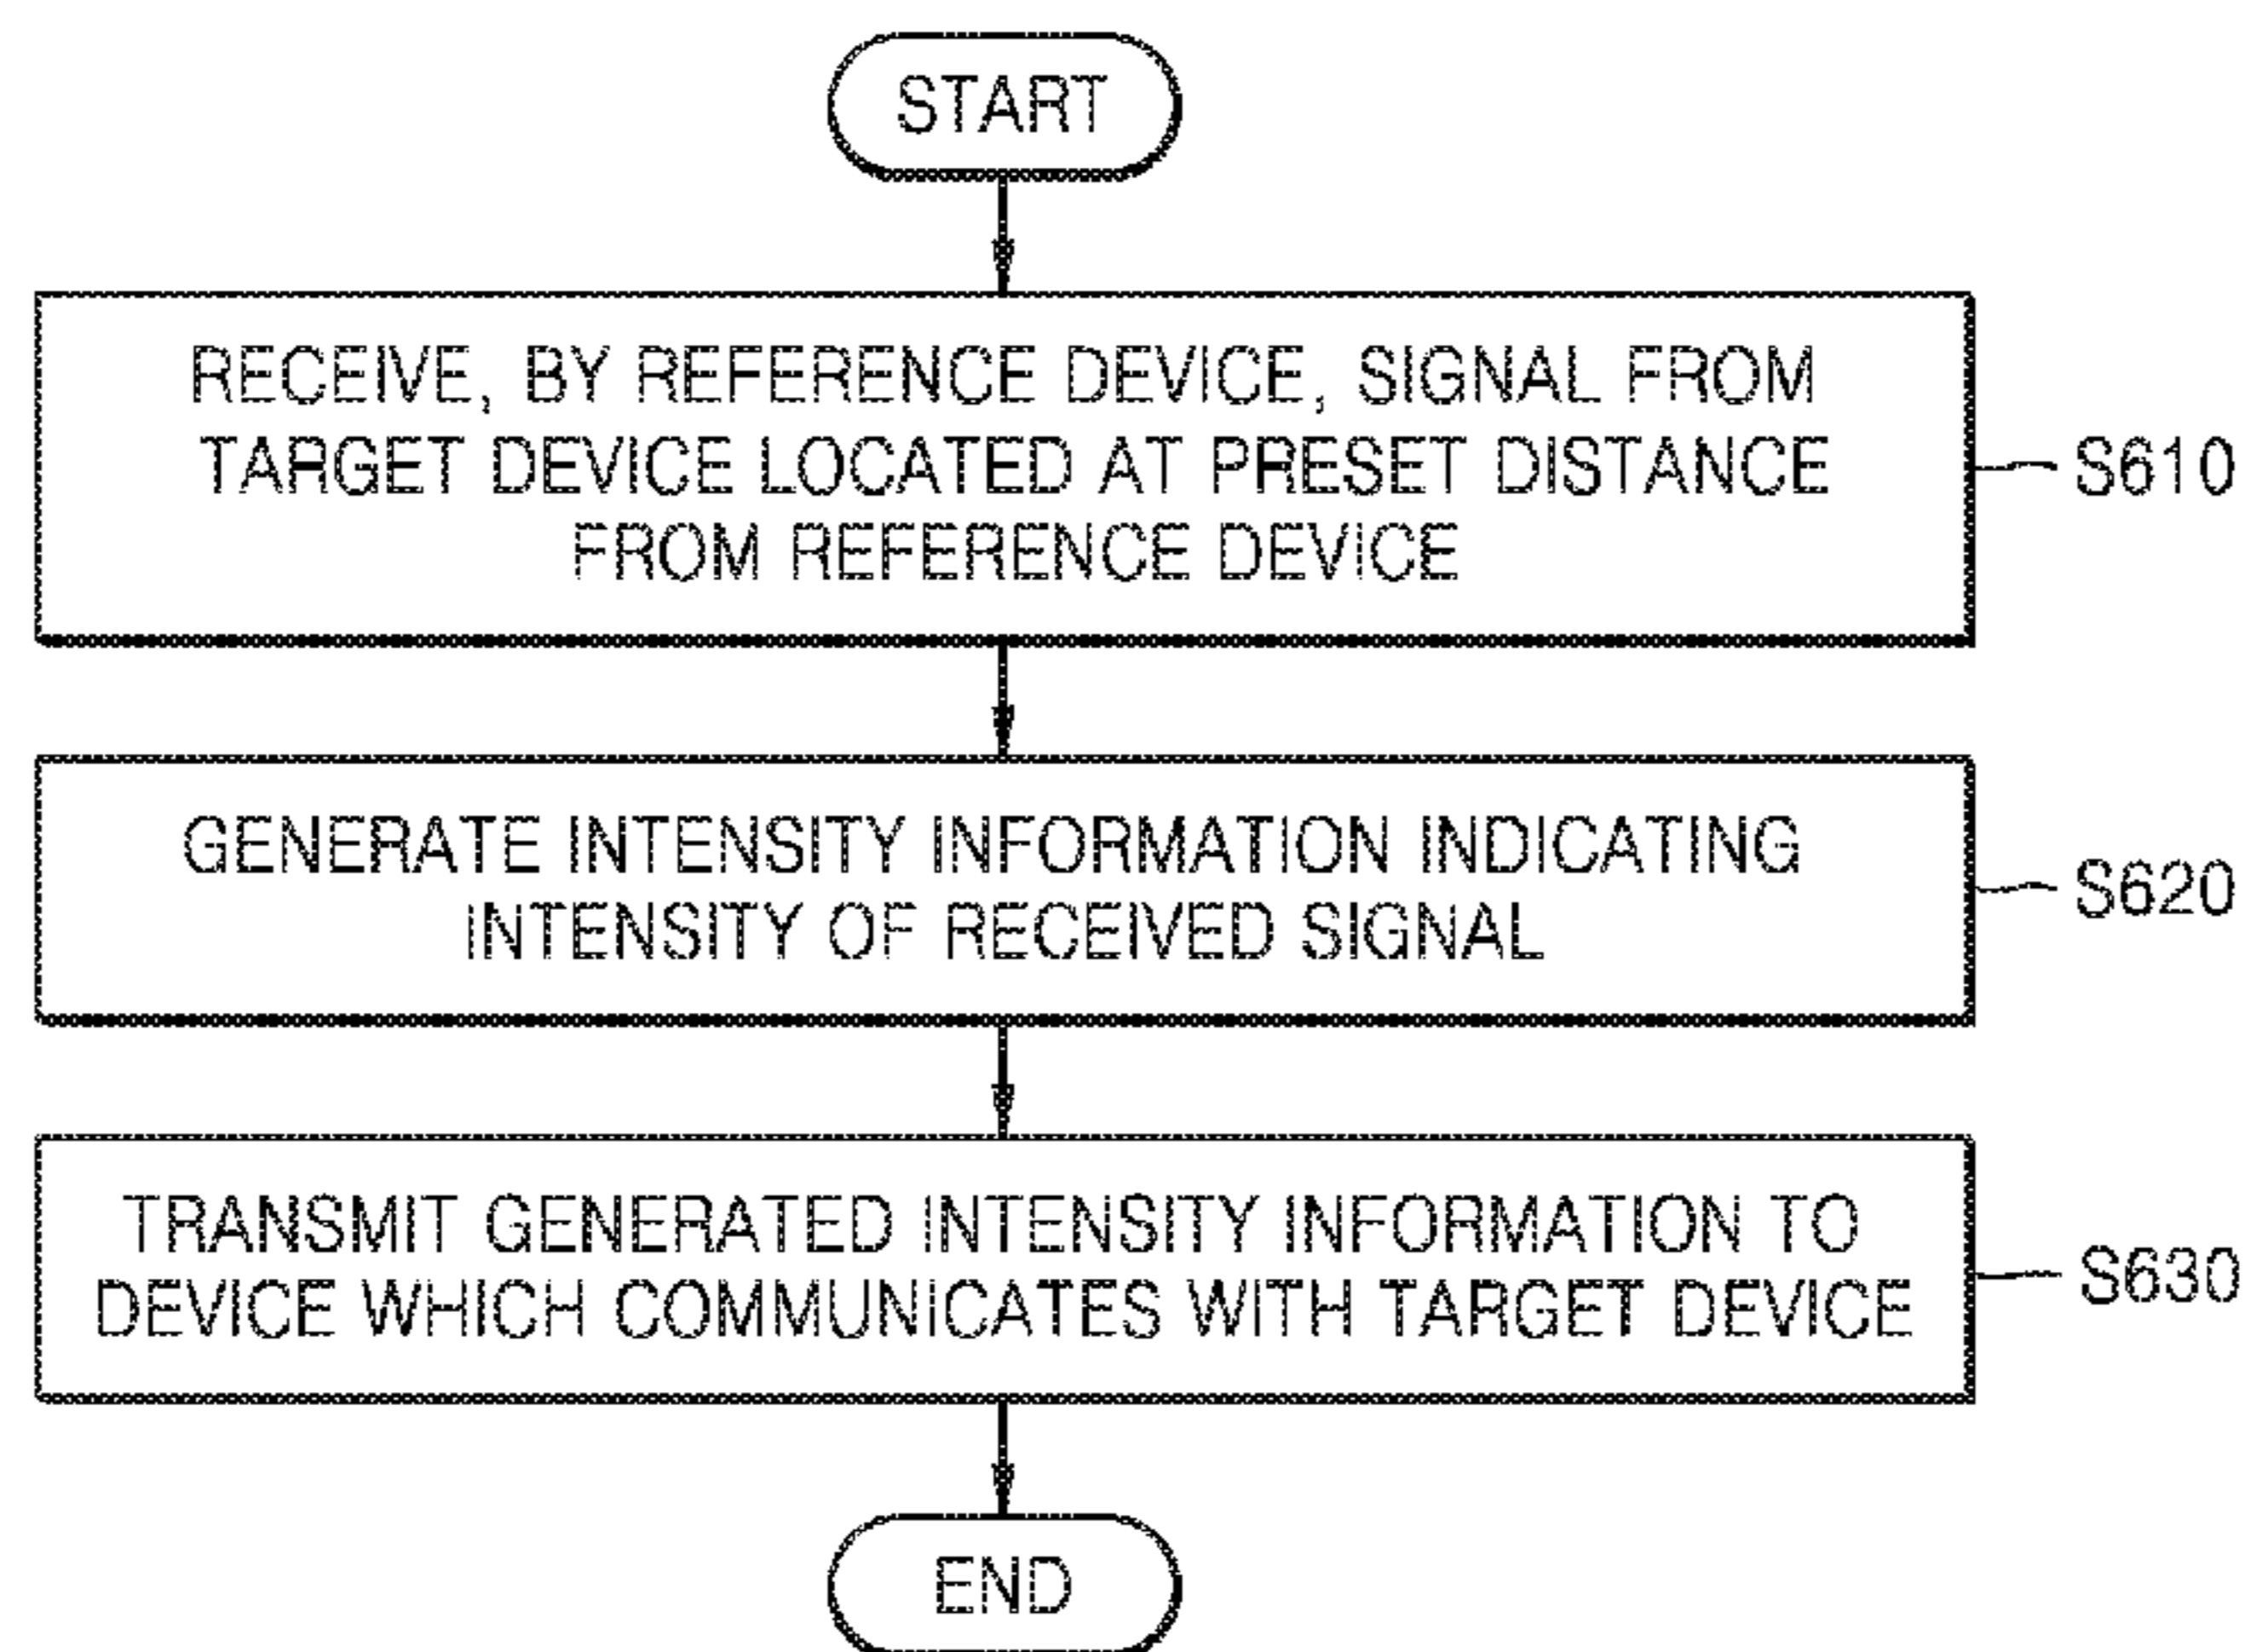 START
RECEIVE, BY REFERENCE DEVICE, SIGNAL FROM
TARGET DEVICE LOCATED AT PRESET DISTANCE
FROM REFERENCE DEVICE
S610
GENERATE INTENSITY INFORMATION INDICATING
INTENSITY OF RECEIVED SIGNAL
S620
TRANSMIT GENERATED INTENSITY INFORMATION TO
DEVICE WHICH COMMUNICATES WITH TARGET DEVICE
S630
END